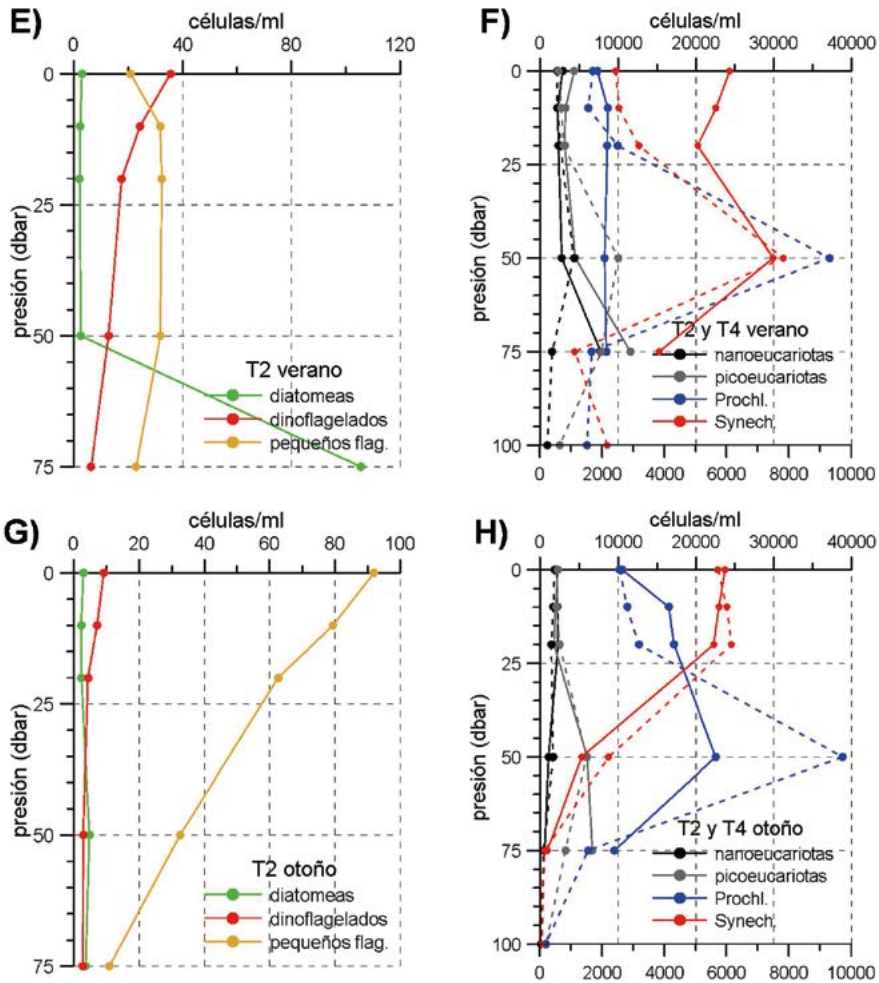 E)
células/ml
0 40 80 120
0
25
50
75
presión (dbar)
T2 verano
diatomeas
dinoflagelados
pequeños flag.
F)
células/ml
0 10000 20000 30000 40000
0
25
50
75
100
presión (dbar)
T2 y T4 verano
nanoeucariotas
picoeucariotas
Prochl.
Synech.
0 2000 4000 6000 8000 10000
G)
células/ml
0 20 40 60 80 100
0
25
50
75
presión (dbar)
T2 otoño
diatomeas
dinoflagelados
pequeños flag.
H)
células/ml
0 10000 20000 30000 40000
0
25
50
75
100
presión (dbar)
T2 y T4 otoño
nanoeucariotas
picoeucariotas
Prochl.
Synech.
0 2000 4000 6000 8000 10000